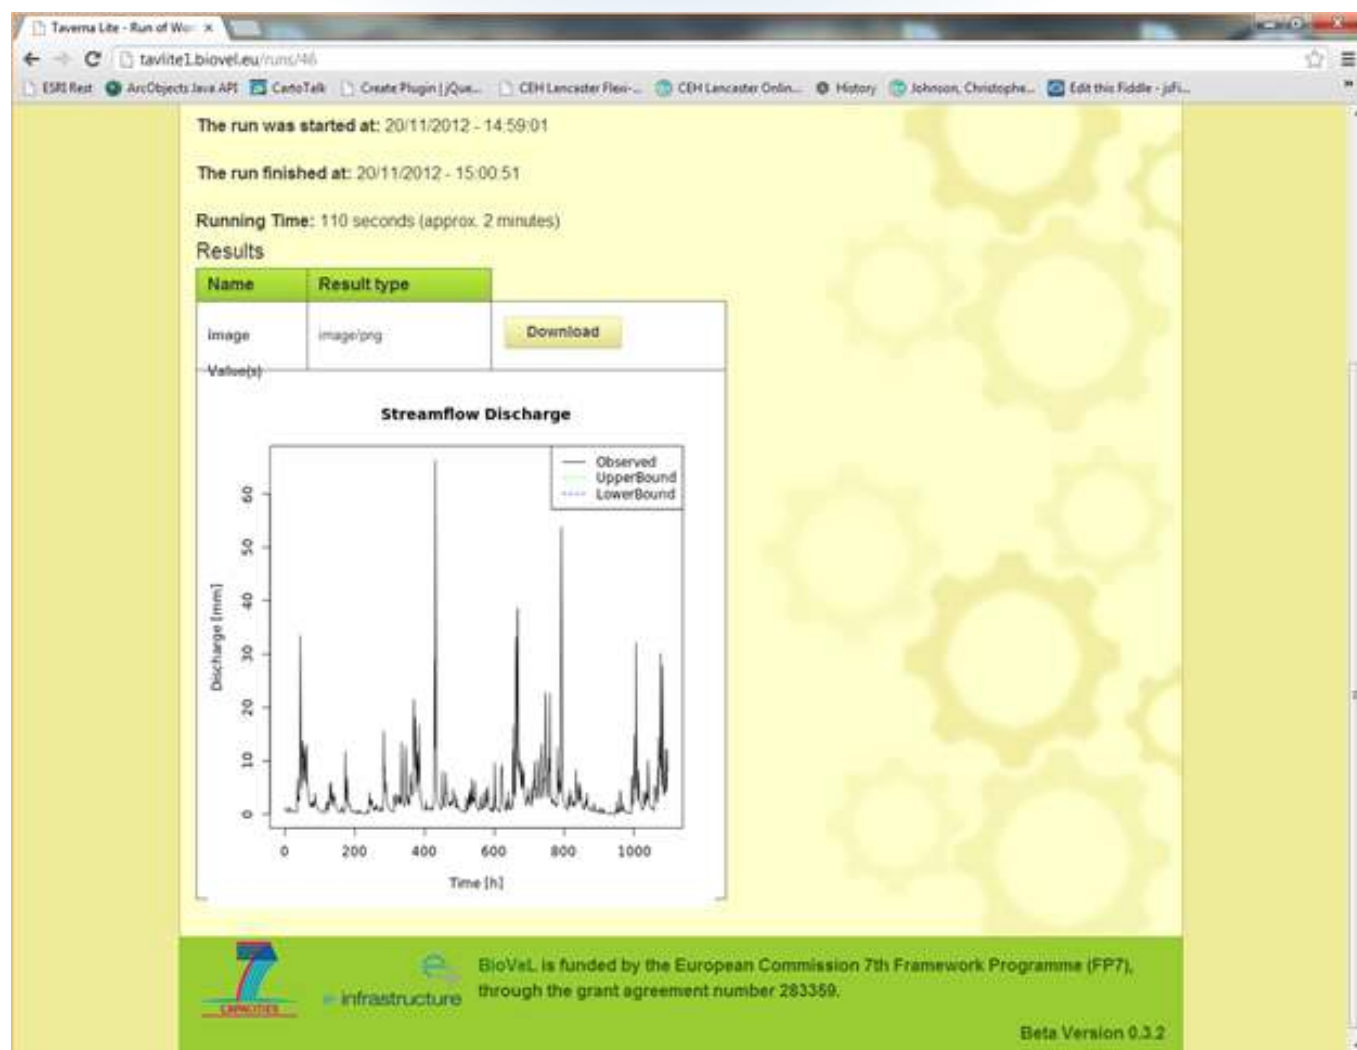 Taverna Lite - Run of Wor
tavlite1.biovel.eu/runs/46
ESRI Rest ArcObjects Java API CartoTalk Create Plugin | jQue... CEH Lancaster Flexi-... CEH Lancaster Onlin... History Johnson, Christophe... Edit this Fiddle - jsFi...
The run was started at: 20/11/2012 - 14:59:01
The run finished at: 20/11/2012 - 15:00:51
Running Time: 110 seconds (approx. 2 minutes)
Results
Name Result type
image image/png Download
Value(s)
Streamflow Discharge
Observed
UpperBound
LowerBound
Discharge [mm]
60
50
40
30
20
10
0
0 200 400 600 800 1000
Time [h]
7
CAPACITIES
e-infrastructure
BioVeL is funded by the European Commission 7th Framework Programme (FP7),
through the grant agreement number 283359.
Beta Version 0.3.2